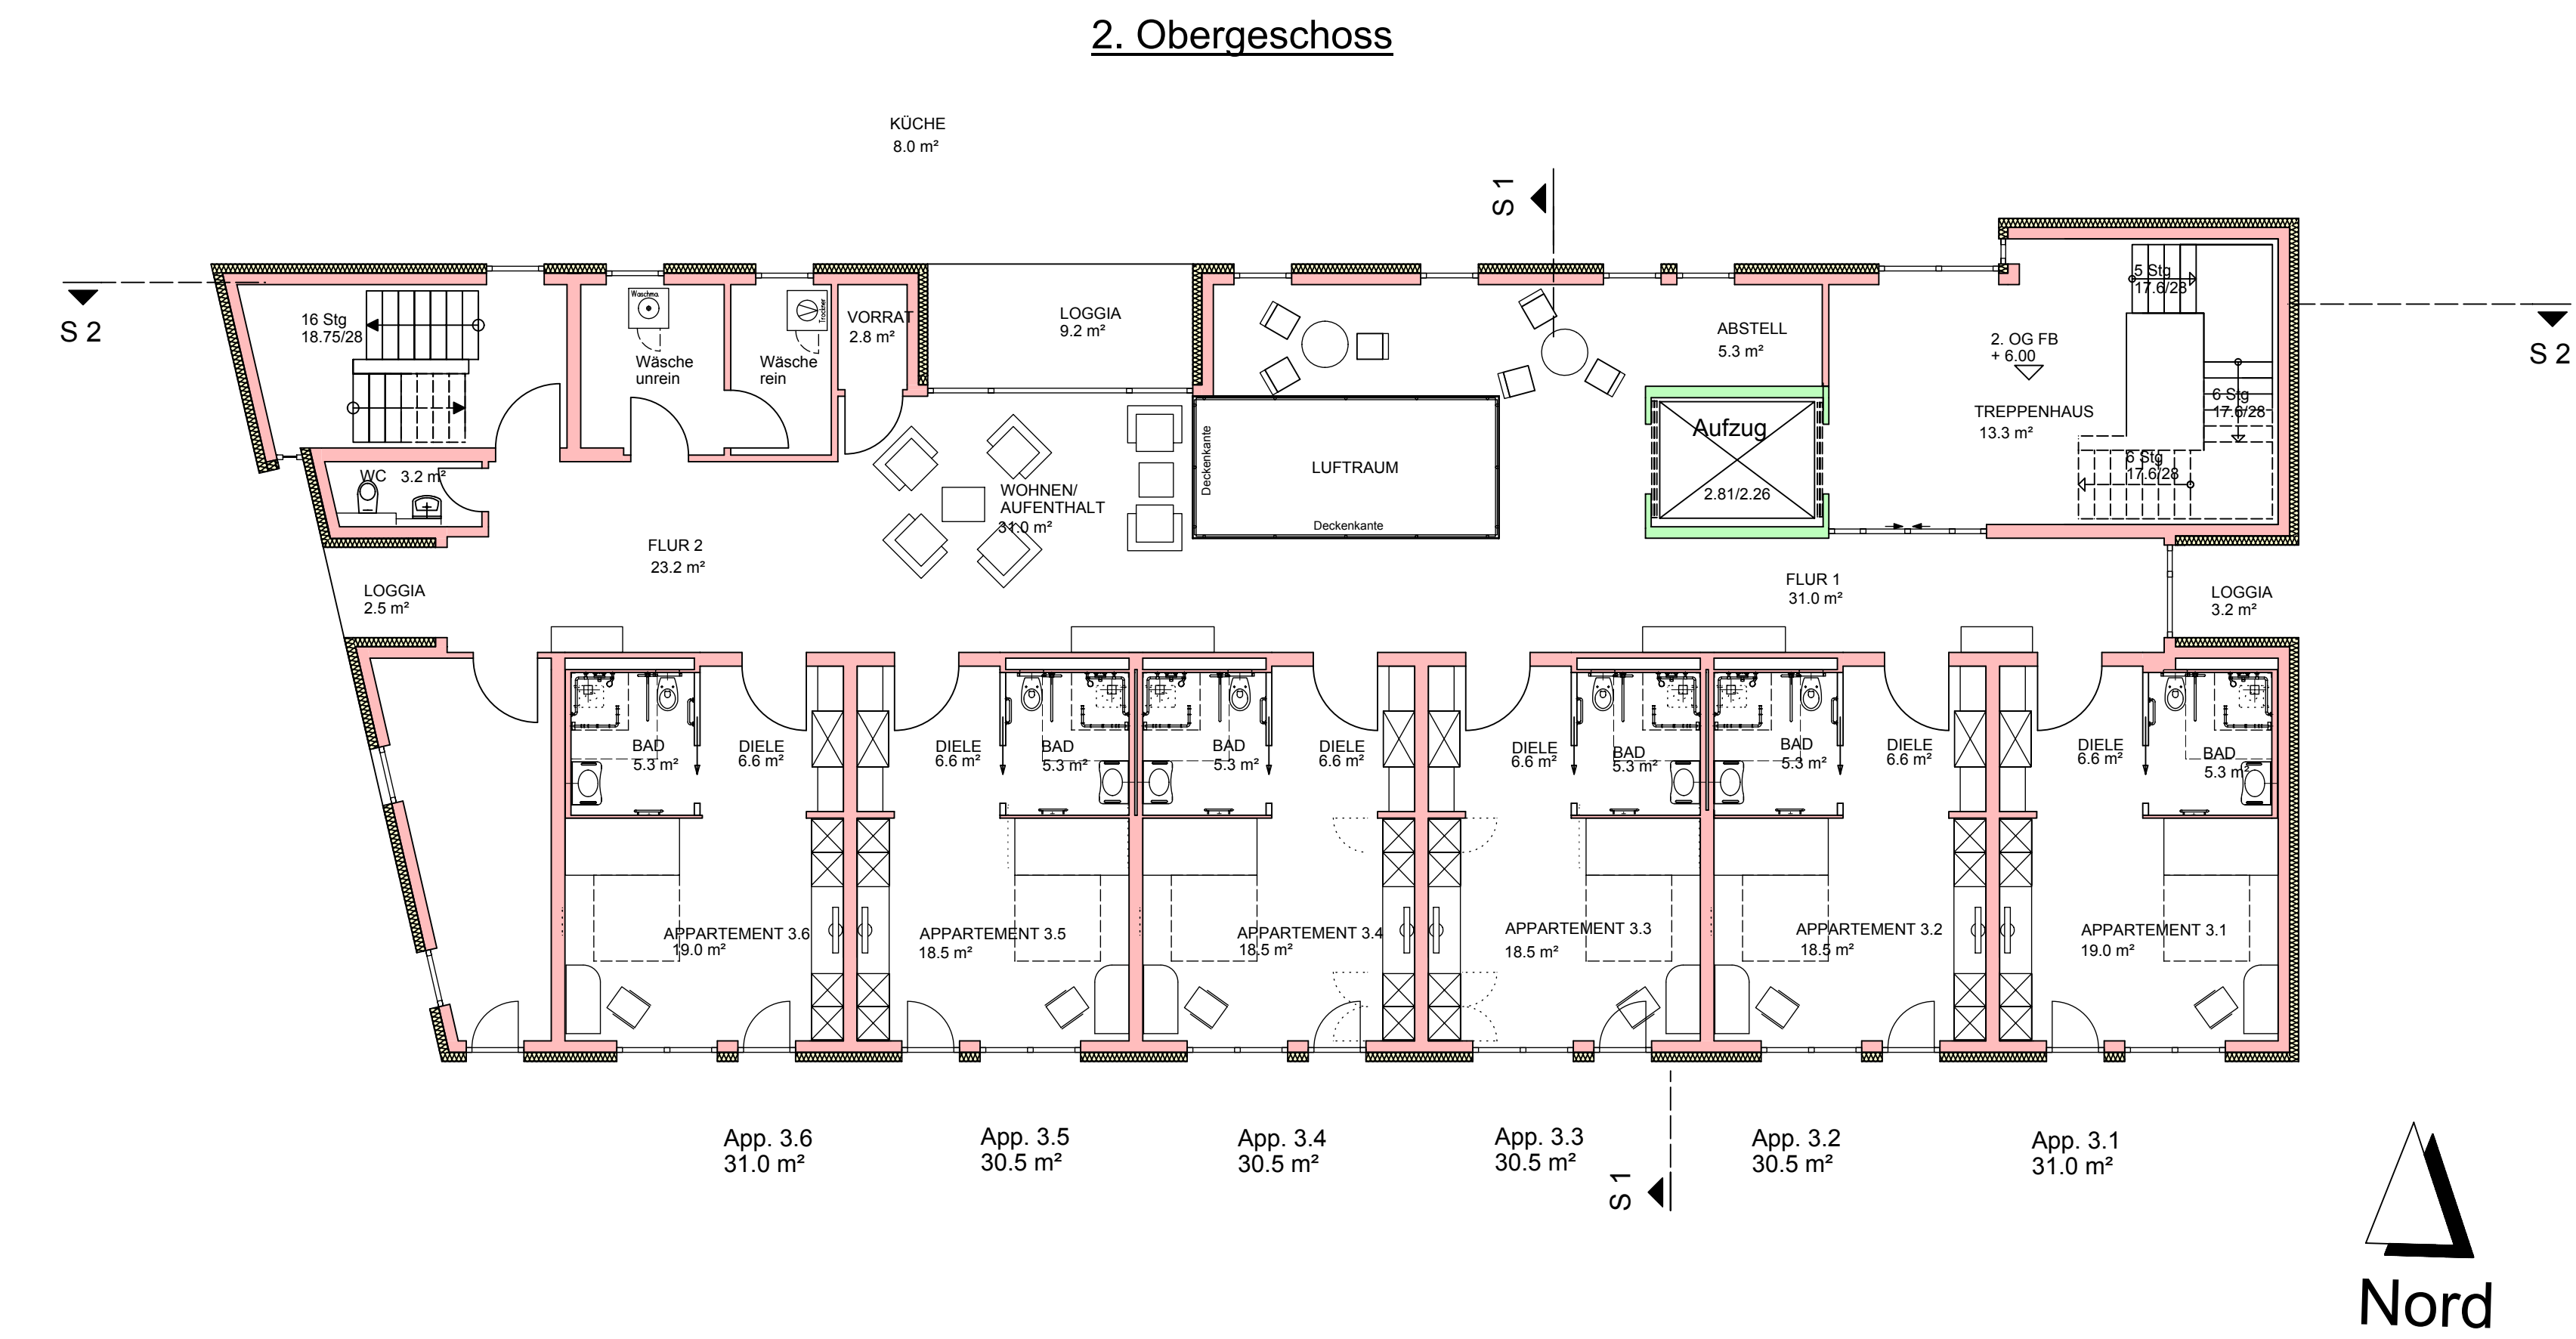 2. Obergeschoss
KÜCHE
8.0 m²
S 1
S 2
16 Stg
18.75/28
Waschma.
Wäsche
unrein
Trockner
Wäsche
rein
VORRAT
2.8 m²
LOGGIA
9.2 m²
ABSTELL
5.3 m²
2. OG FB
+ 6.00
5 Stg
17.6/28
S 2
6 Stg
17.6/28
TREPPENHAUS
13.3 m²
6 Stg
17.6/28
Aufzug
2.81/2.26
Deckenkante
LUFTRAUM
Deckenkante
WC 3.2 m²
WOHNEN/
AUFENTHALT
31.0 m²
FLUR 2
23.2 m²
FLUR 1
31.0 m²
LOGGIA
2.5 m²
LOGGIA
3.2 m²
BAD
5.3 m²
DIELE
6.6 m²
DIELE
6.6 m²
BAD
5.3 m²
BAD
5.3 m²
DIELE
6.6 m²
DIELE
6.6 m²
BAD
5.3 m²
BAD
5.3 m²
DIELE
6.6 m²
DIELE
6.6 m²
BAD
5.3 m²
APPARTEMENT 3.6
19.0 m²
APPARTEMENT 3.5
18.5 m²
APPARTEMENT 3.4
18.5 m²
APPARTEMENT 3.3
18.5 m²
APPARTEMENT 3.2
18.5 m²
APPARTEMENT 3.1
19.0 m²
App. 3.6
31.0 m²
App. 3.5
30.5 m²
App. 3.4
30.5 m²
App. 3.3
30.5 m²
App. 3.2
30.5 m²
App. 3.1
31.0 m²
S 1
Nord